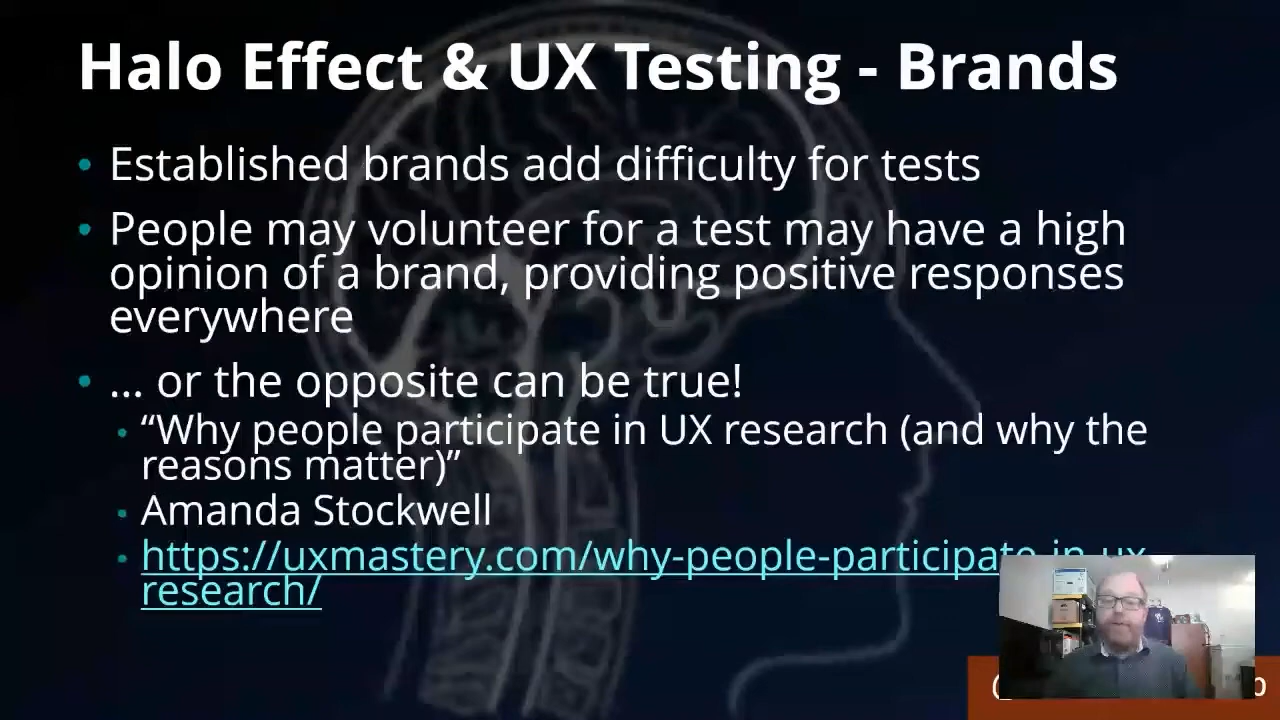 Halo Effect & UX Testing - Brands
• Established brands add difficulty for tests
• People may volunteer for a test may have a high
opinion of a brand, providing positive responses
everywhere
• ... or the opposite can be true!
• “Why people participate in UX research (and why the
reasons matter)”
• Amanda Stockwell
• https://uxmastery.com/why-people-participate-in-ux-
research/